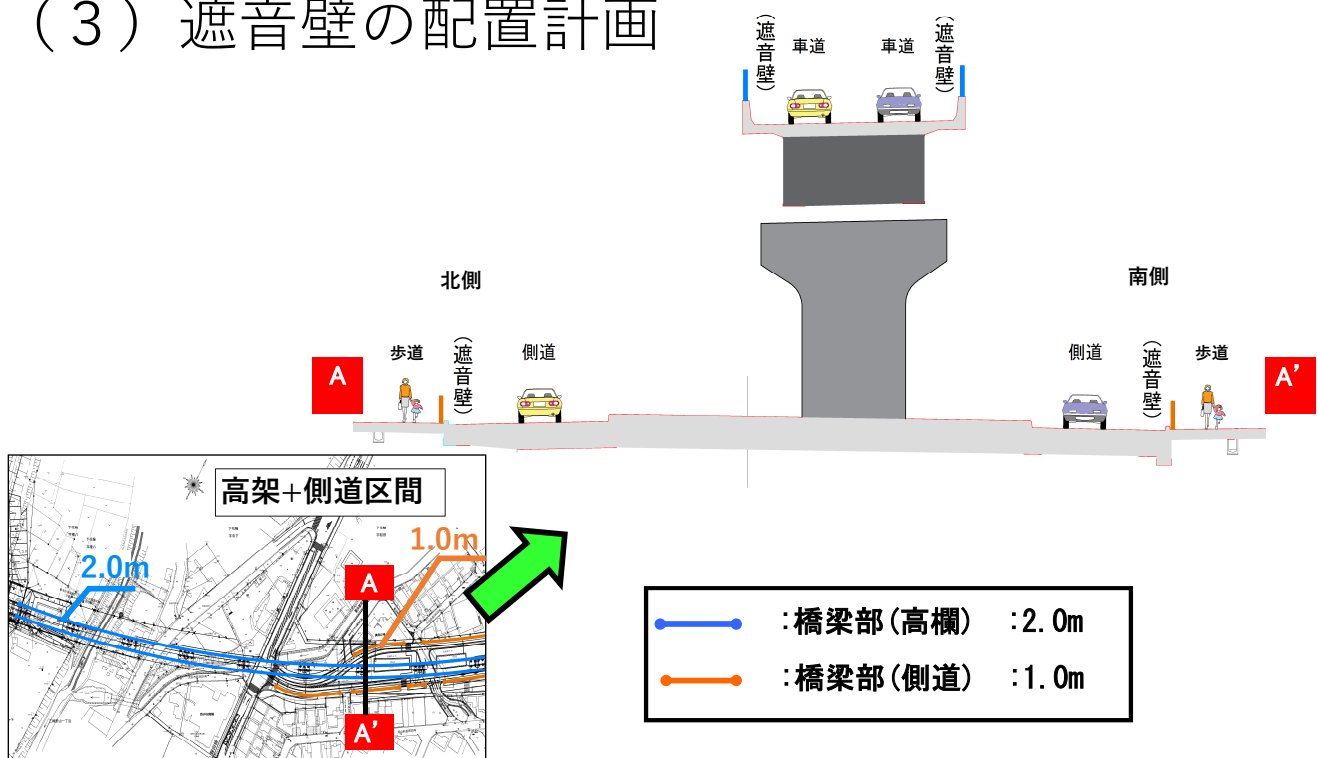 （３）遮音壁の配置計画
（遮音壁）
車道
車道
（遮音壁）
北側
南側
A
歩道
（遮音壁）
側道
側道
（遮音壁）
歩道
A’
高架+側道区間
1.0m
2.0m
A
A’
:橋梁部(高欄)　:2.0m
:橋梁部(側道)　:1.0m